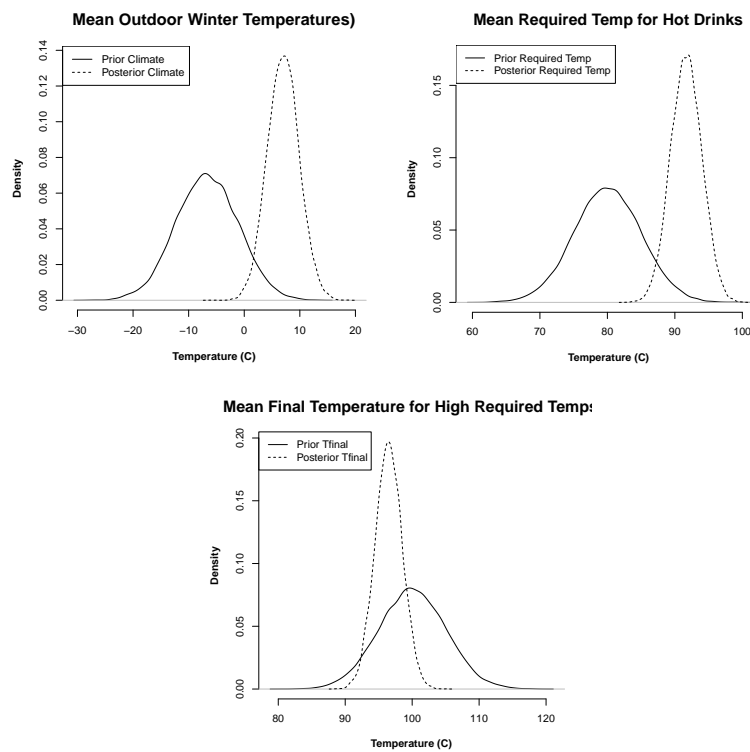 Mean Outdoor Winter Temperatures)
Prior Climate
Posterior Climate
Density
0.00 0.02 0.04 0.06 0.08 0.10 0.12 0.14
−30 −20 −10 0 10 20
Temperature (C)
Mean Required Temp for Hot Drinks
Prior Required Temp
Posterior Required Temp
Density
0.00 0.05 0.10 0.15
60 70 80 90 100
Temperature (C)
Mean Final Temperature for High Required Temps
Prior Tfinal
Posterior Tfinal
Density
0.00 0.05 0.10 0.15 0.20
80 90 100 110 120
Temperature (C)